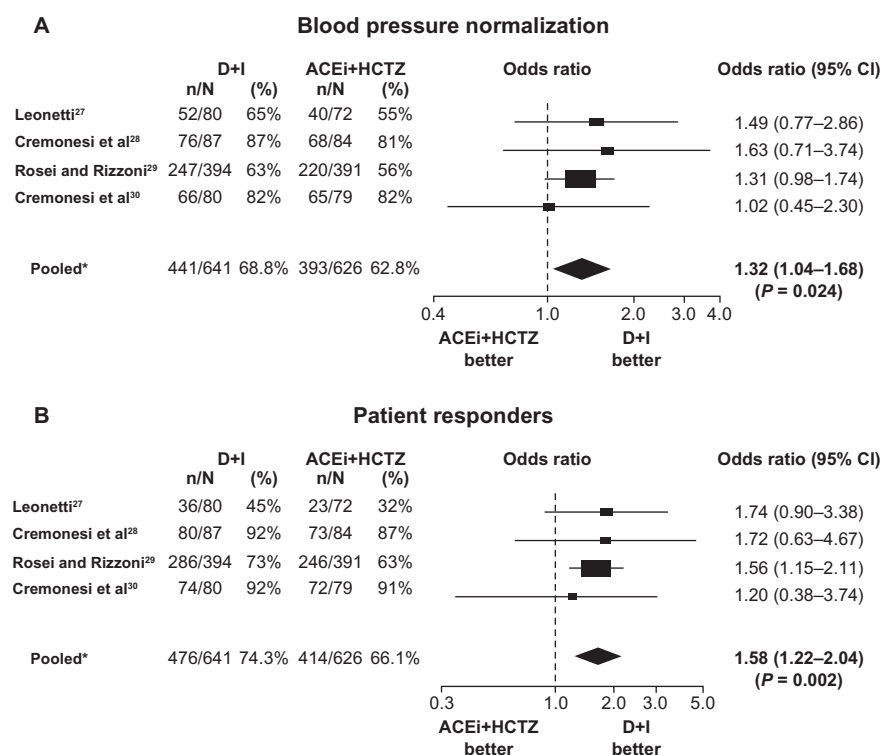 A Blood pressure normalization
D+I ACEi+HCTZ Odds ratio Odds ratio (95% CI)
n/N (%) n/N (%)
Leonetti²⁷ 52/80 65% 40/72 55% 1.49 (0.77–2.86)
Cremonesi et al²⁸ 76/87 87% 68/84 81% 1.63 (0.71–3.74)
Rosei and Rizzoni²⁹ 247/394 63% 220/391 56% 1.31 (0.98–1.74)
Cremonesi et al³⁰ 66/80 82% 65/79 82% 1.02 (0.45–2.30)
Pooled* 441/641 68.8% 393/626 62.8% 1.32 (1.04–1.68)
(P = 0.024)
0.4 1.0 2.0 3.0 4.0
ACEi+HCTZ D+I
better better
B Patient responders
D+I ACEi+HCTZ Odds ratio Odds ratio (95% CI)
n/N (%) n/N (%)
Leonetti²⁷ 36/80 45% 23/72 32% 1.74 (0.90–3.38)
Cremonesi et al²⁸ 80/87 92% 73/84 87% 1.72 (0.63–4.67)
Rosei and Rizzoni²⁹ 286/394 73% 246/391 63% 1.56 (1.15–2.11)
Cremonesi et al³⁰ 74/80 92% 72/79 91% 1.20 (0.38–3.74)
Pooled* 476/641 74.3% 414/626 66.1% 1.58 (1.22–2.04)
(P = 0.002)
0.3 1.0 2.0 3.0 5.0
ACEi+HCTZ D+I
better better